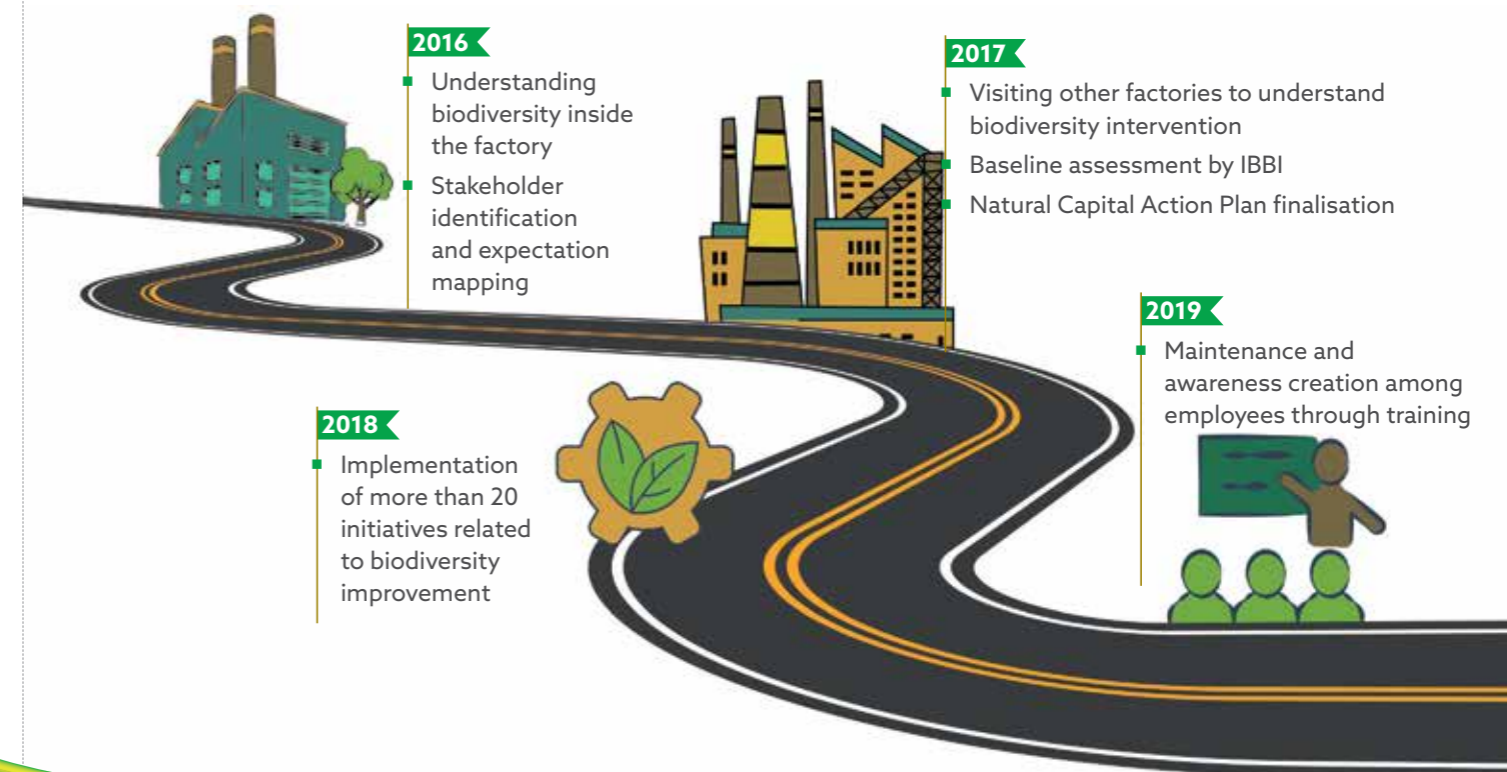 2016
Understanding
biodiversity inside
the factory
Stakeholder
identification
and expectation
mapping
2017
Visiting other factories to understand
biodiversity intervention
Baseline assessment by IBBI
Natural Capital Action Plan finalisation
2018
Implementation
of more than 20
initiatives related
to biodiversity
improvement
2019
Maintenance and
awareness creation among
employees through training